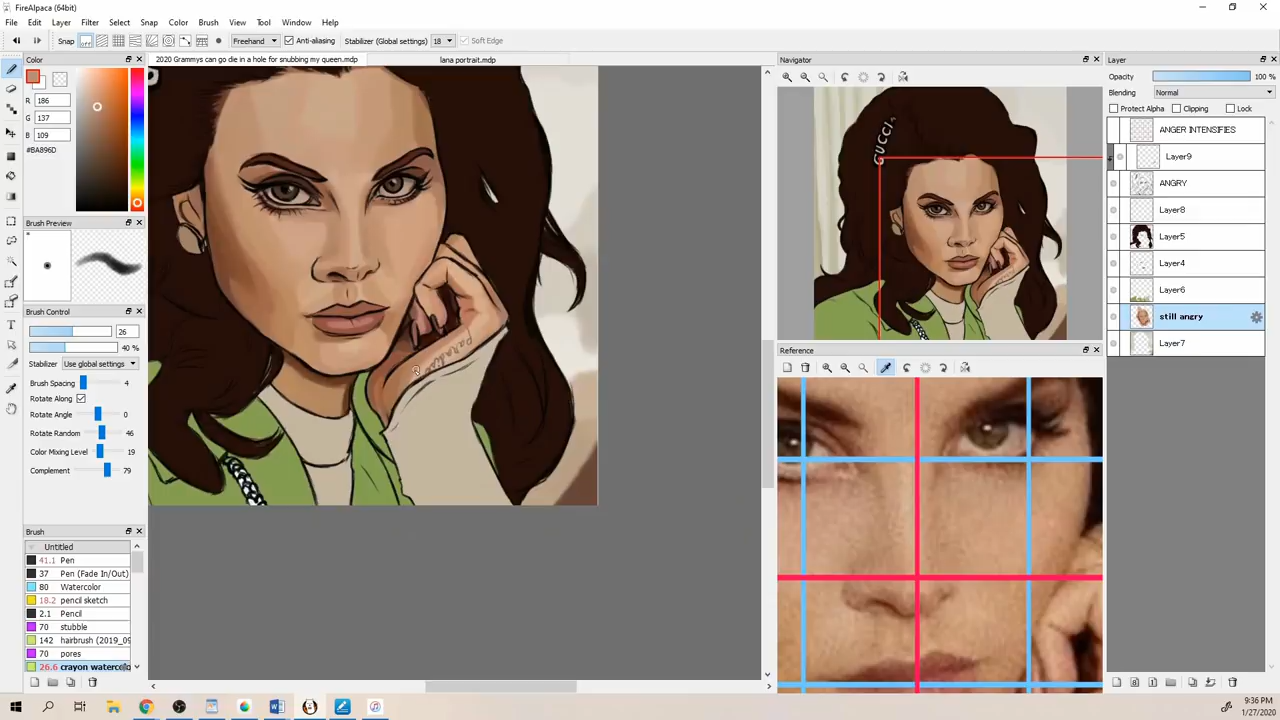 FireAlpaca (64bit)
File Edit Layer Filter Select Snap Color Brush View Tool Window Help
Snap Freehand Anti-aliasing Stabilizer (Global settings) 18 Soft Edge
Color
R 186
G 137
B 109
#BA896D
Brush Preview
Brush Control
26
40 %
Stabilizer Use global settings
Brush Spacing 4
Rotate Along
Rotate Angle 0
Rotate Random 46
Color Mixing Level 19
Complement 79
Brush
Untitled
41.1 Pen
37 Pen (Fade In/Out)
80 Watercolor
18.2 pencil sketch
2.1 Pencil
70 stubble
142 hairbrush (2019_09
70 pores
26.6 crayon waterco
2020 Grammys can go die in a hole for snubbing my queen.mdp
lana portrait.mdp
paradise
Navigator
GUCCI
Reference
Layer
Opacity 100 %
Blending Normal
Protect Alpha Clipping Lock
ANGER INTENSIFIES
Layer9
ANGRY
Layer8
Layer5
Layer4
Layer6
still angry
Layer7
9:36 PM
1/27/2020